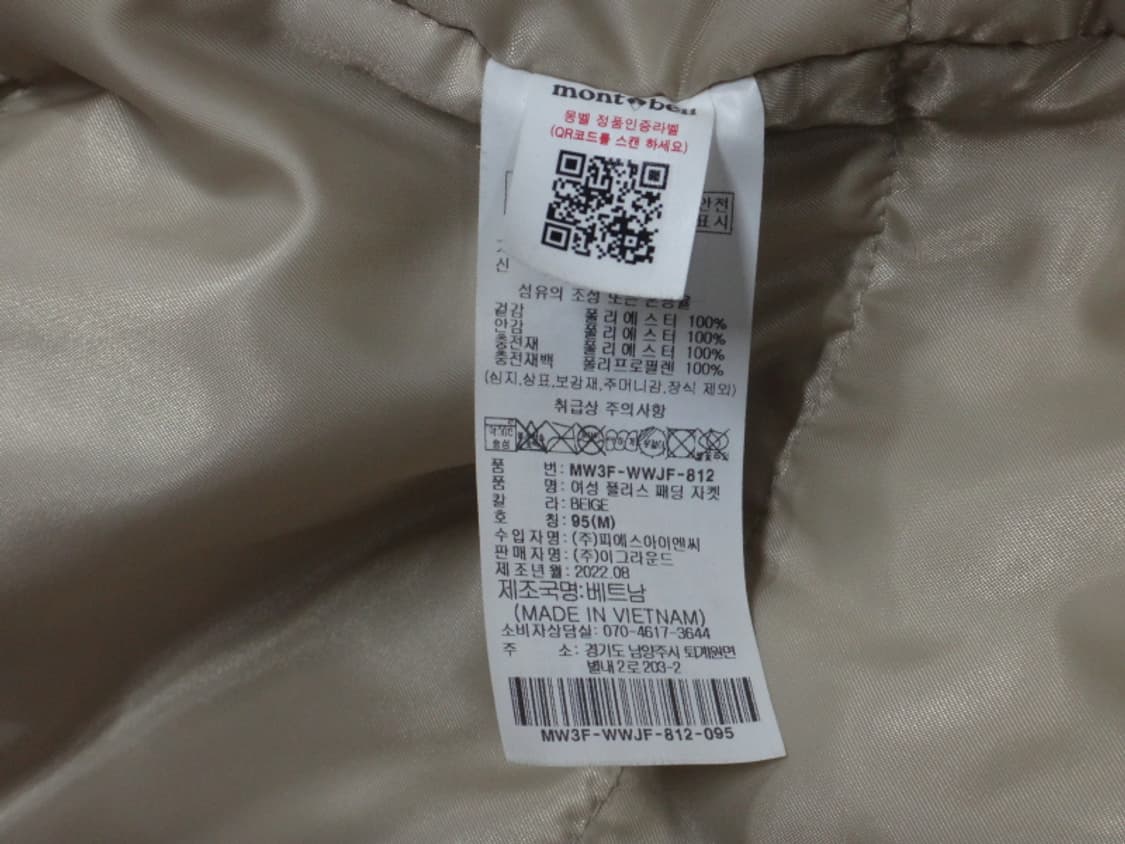 mont bell
몽벨 정품인증라벨
(QR코드를 스캔 하세요)
안전
표시
섬유의 조성 또는 혼용율
겉감 폴리에스터 100%
안감 폴리에스터 100%
충전재 폴리에스터 100%
충전재백 폴리프로필렌 100%
(심지,상표,보강재,주머니감,장식 제외)
취급상 주의사항
품 번: MW3F-WWJF-812
품 명: 여성 플리스 패딩 자켓
칼 라: BEIGE
호 칭: 95(M)
수입자명: (주)피에스아이앤씨
판매자명: (주)이그라운드
제조년월: 2022.08
제조국명:베트남
(MADE IN VIETNAM)
소비자상담실: 070-4617-3644
주 소: 경기도 남양주시 퇴계원면
별내2로 203-2
MW3F-WWJF-812-095